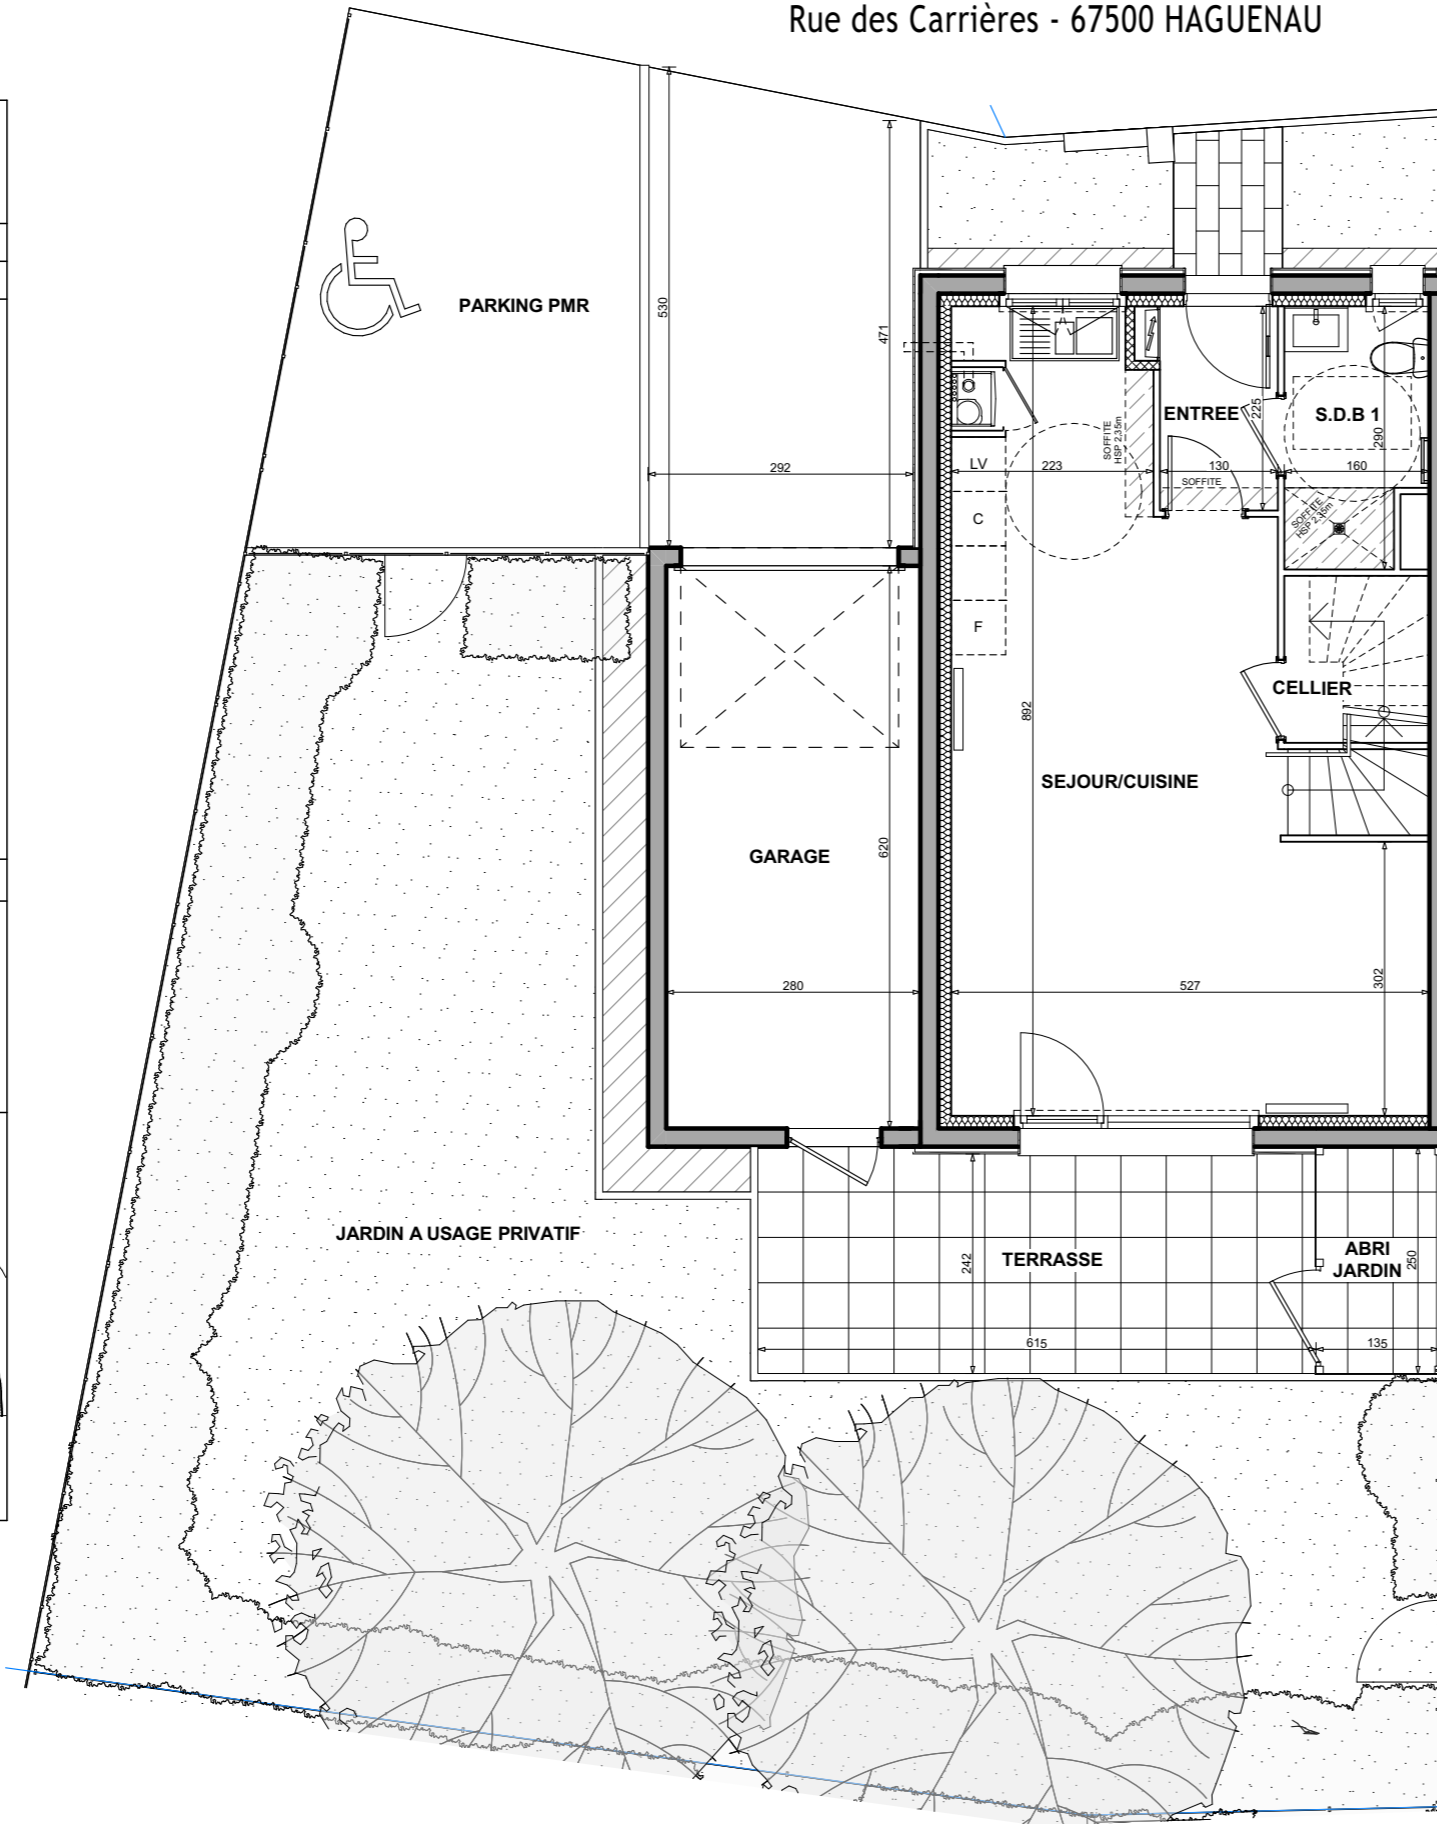 Rue des Carrières - 67500 HAGUENAU
PARKING PMR
530
471
292
ENTREE
225
S.D.B 1
290
SOFFITE
HSP 2,35m
LV
223
130
160
SOFFITE
C
SOFFITE
HSP 2,35m
F
CELLIER
892
SEJOUR/CUISINE
GARAGE
620
280
527
302
JARDIN A USAGE PRIVATIF
TERRASSE
242
ABRI
JARDIN
250
615
135